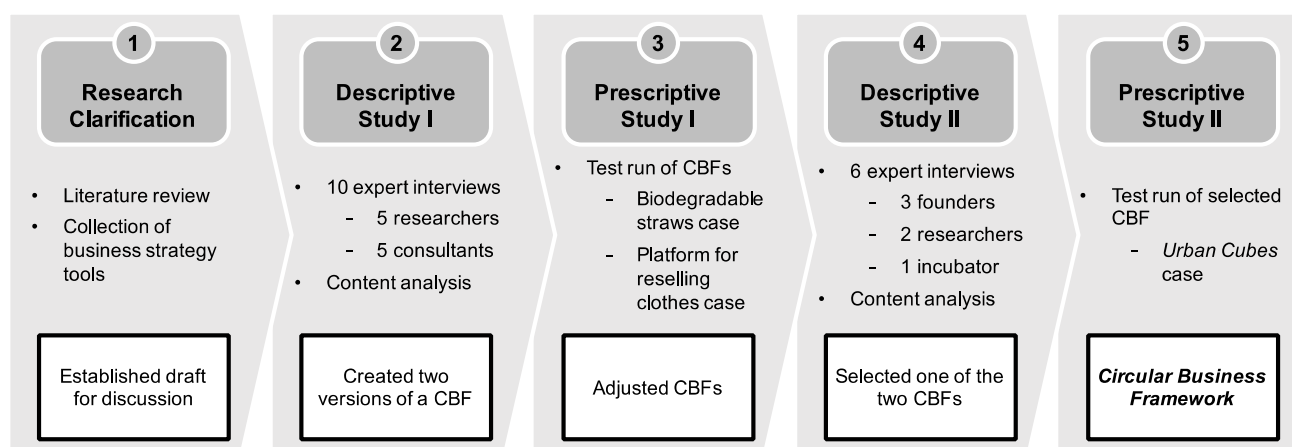 1
Research
Clarification
• Literature review
• Collection of
business strategy
tools
Established draft
for discussion
2
Descriptive
Study I
• 10 expert interviews
- 5 researchers
- 5 consultants
• Content analysis
Created two
versions of a CBF
3
Prescriptive
Study I
• Test run of CBFs
- Biodegradable
straws case
- Platform for
reselling
clothes case
Adjusted CBFs
4
Descriptive
Study II
• 6 expert interviews
- 3 founders
- 2 researchers
- 1 incubator
• Content analysis
Selected one of the
two CBFs
5
Prescriptive
Study II
• Test run of selected
CBF
- Urban Cubes
case
Circular Business
Framework